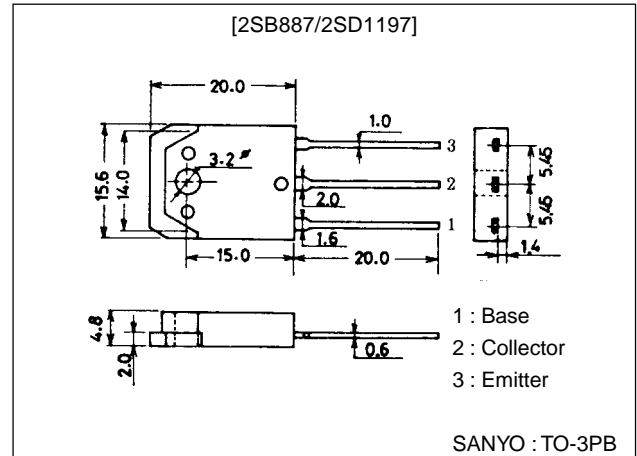 [2SB887/2SD1197]
20.0
1.0
3
3.2ø
15.6
14.0
2
5.45
2.0
5.45
1
1.6
15.0
20.0
1.4
4.8
2.0
0.6
1 : Base
2 : Collector
3 : Emitter
SANYO : TO-3PB